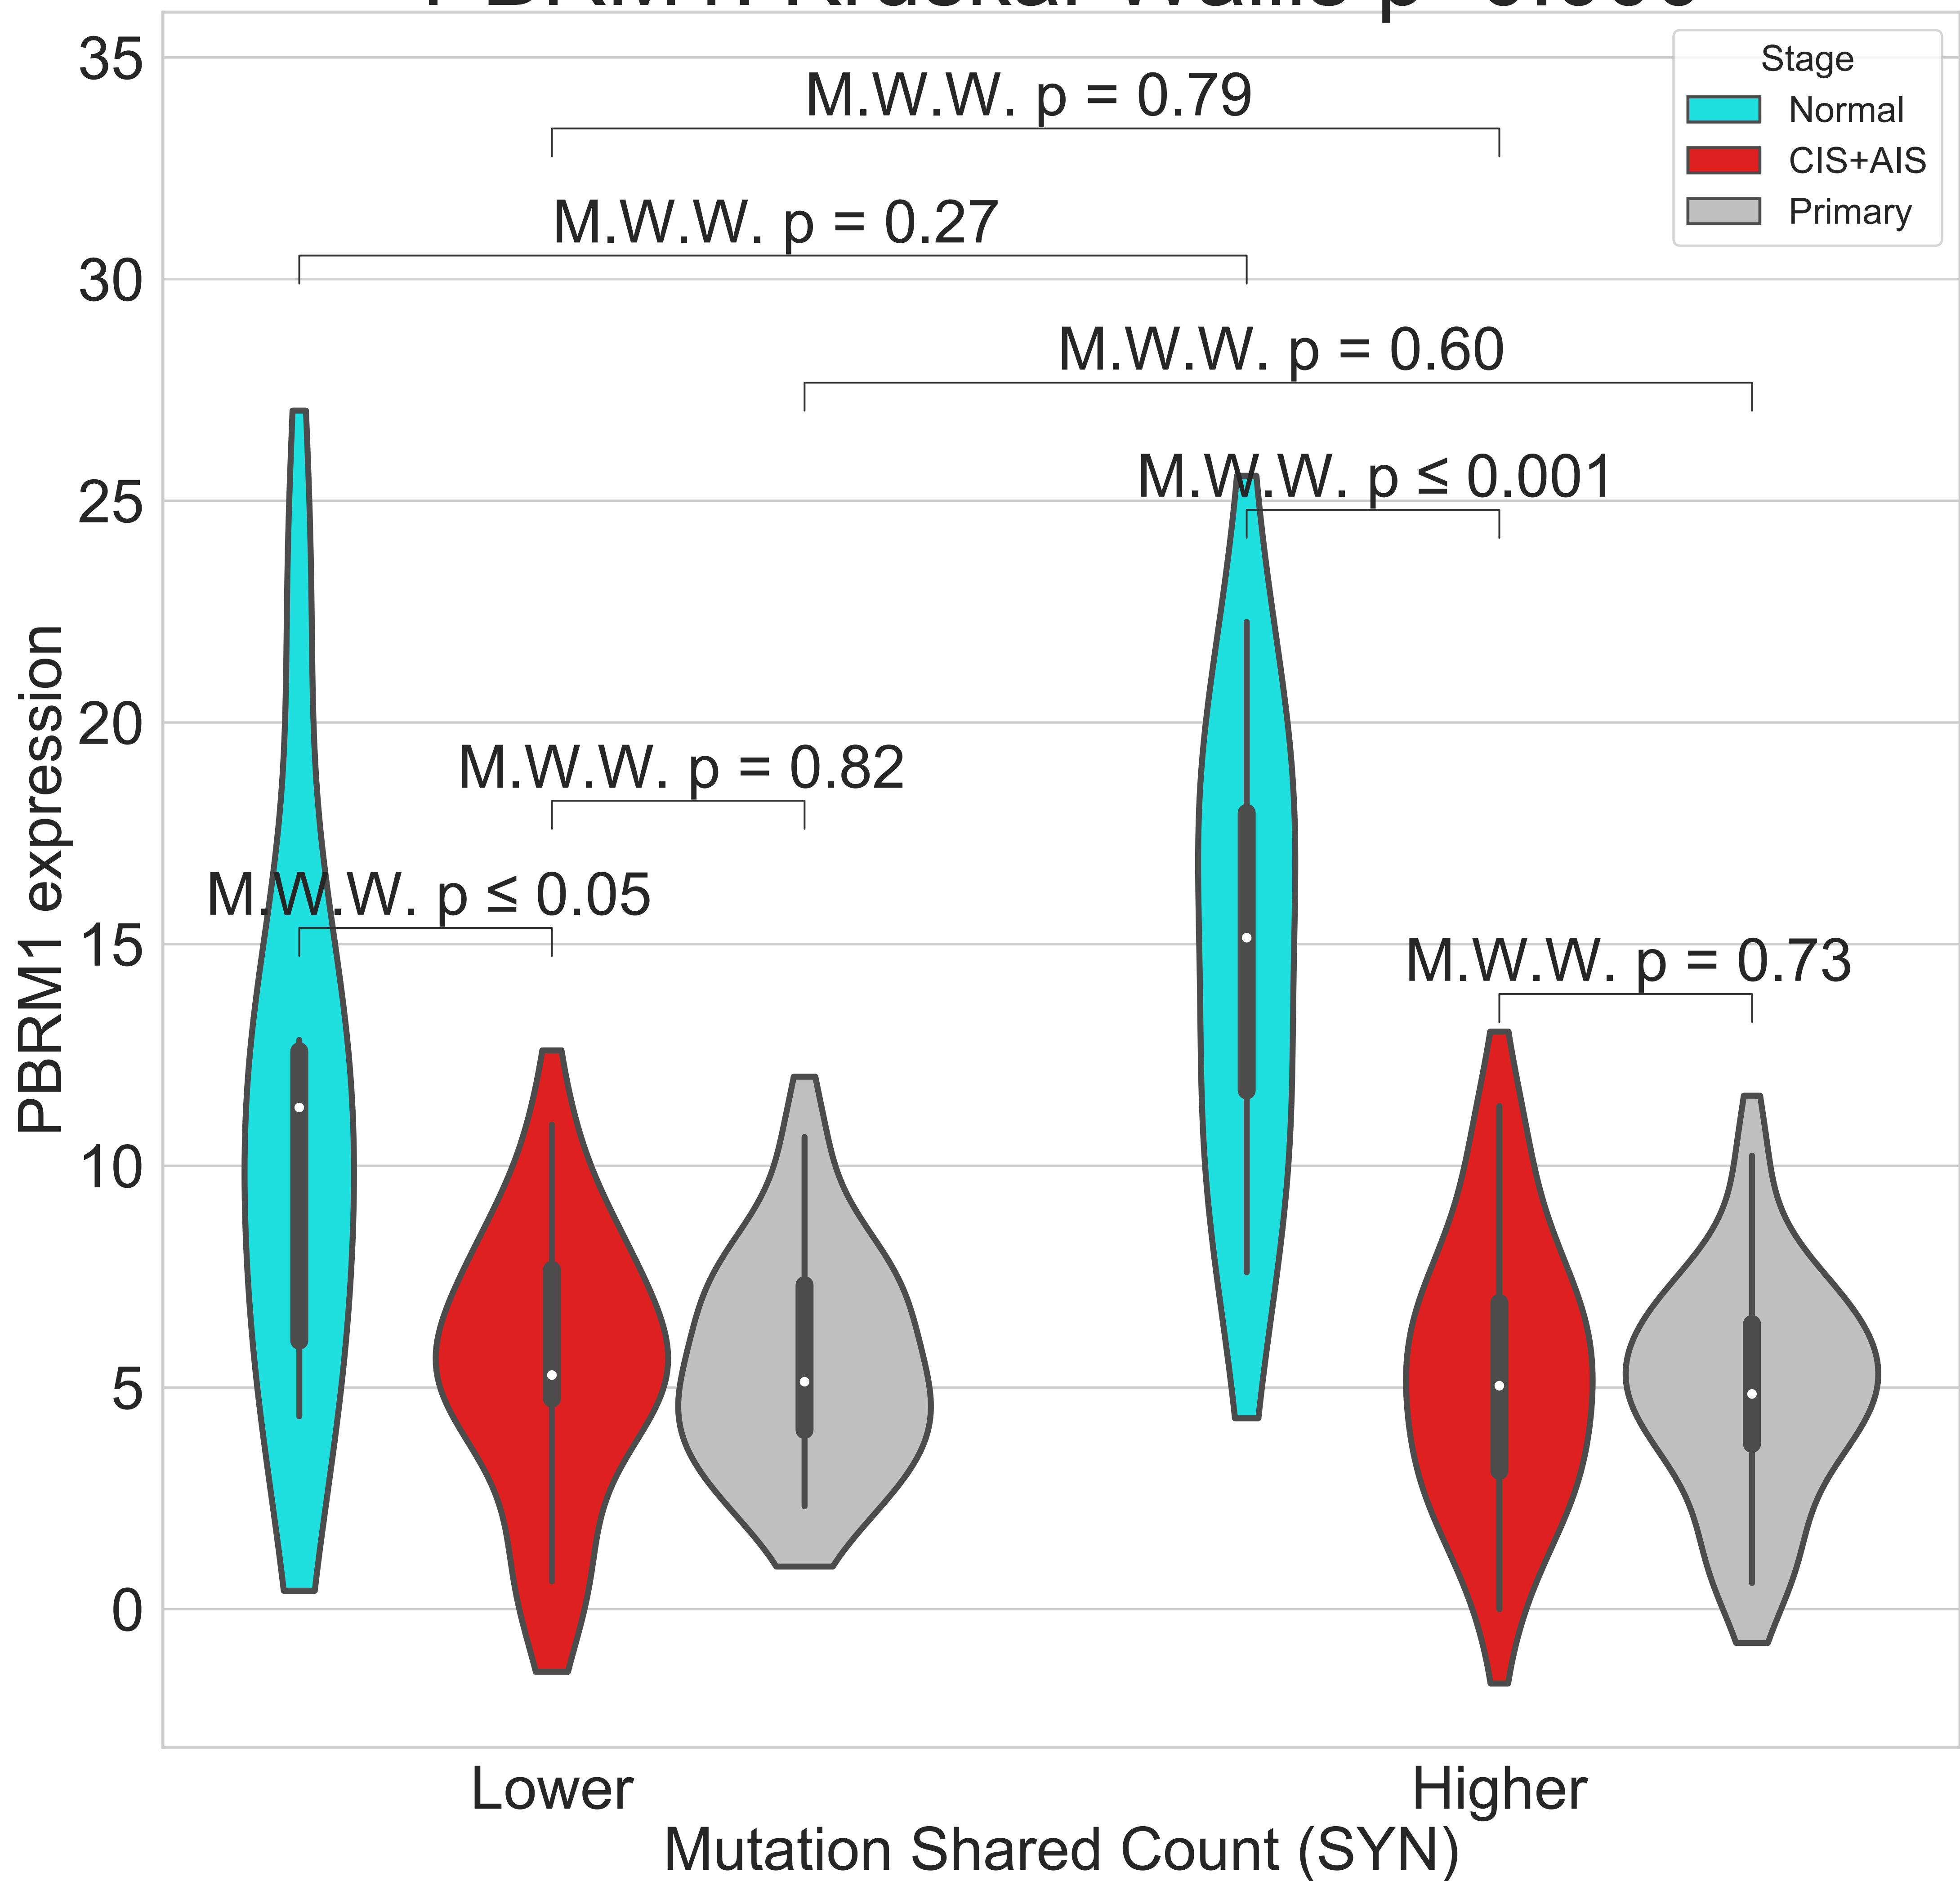 35
30
25
20
15
10
5
0
PBRM1 expression
M.W.W. p = 0.79
M.W.W. p = 0.27
M.W.W. p = 0.60
M.W.W. p ≤ 0.001
M.W.W. p = 0.82
M.W.W. p ≤ 0.05
M.W.W. p = 0.73
Stage
Normal
CIS+AIS
Primary
Lower
Higher
Mutation Shared Count (SYN)